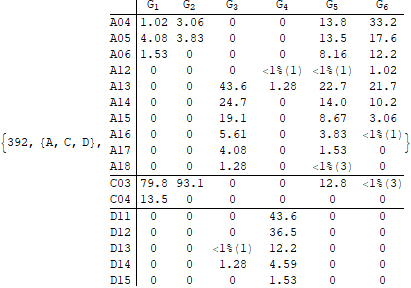 G1 G2 G3 G4 G5 G6
A04 1.02 3.06 0 0 13.8 33.2
A05 4.08 3.83 0 0 13.5 17.6
A06 1.53 0 0 0 8.16 12.2
A12 0 0 0 <1%(1) <1%(1) 1.02
A13 0 0 43.6 1.28 22.7 21.7
A14 0 0 24.7 0 14.0 10.2
A15 0 0 19.1 0 8.67 3.06
{392, {A, C, D}, A16 0 0 5.61 0 3.83 <1%(1) }
A17 0 0 4.08 0 1.53 0
A18 0 0 1.28 0 <1%(3) 0
C03 79.8 93.1 0 0 12.8 <1%(3)
C04 13.5 0 0 0 0 0
D11 0 0 0 43.6 0 0
D12 0 0 0 36.5 0 0
D13 0 0 <1%(1) 12.2 0 0
D14 0 0 1.28 4.59 0 0
D15 0 0 0 1.53 0 0